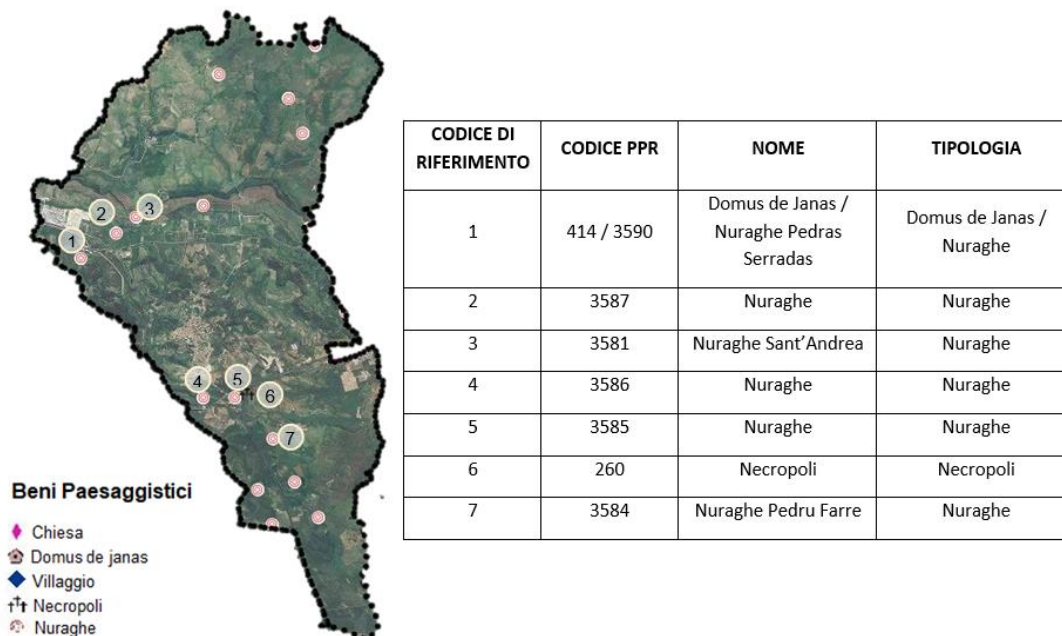 2
3
1
4
5
6
7
Beni Paesaggistici
Chiesa
Domus de janas
Villaggio
Necropoli
Nuraghe
CODICE DI RIFERIMENTO | CODICE PPR | NOME | TIPOLOGIA
1 | 414 / 3590 | Domus de Janas / Nuraghe Pedras Serradas | Domus de Janas / Nuraghe
2 | 3587 | Nuraghe | Nuraghe
3 | 3581 | Nuraghe Sant’Andrea | Nuraghe
4 | 3586 | Nuraghe | Nuraghe
5 | 3585 | Nuraghe | Nuraghe
6 | 260 | Necropoli | Necropoli
7 | 3584 | Nuraghe Pedru Farre | Nuraghe